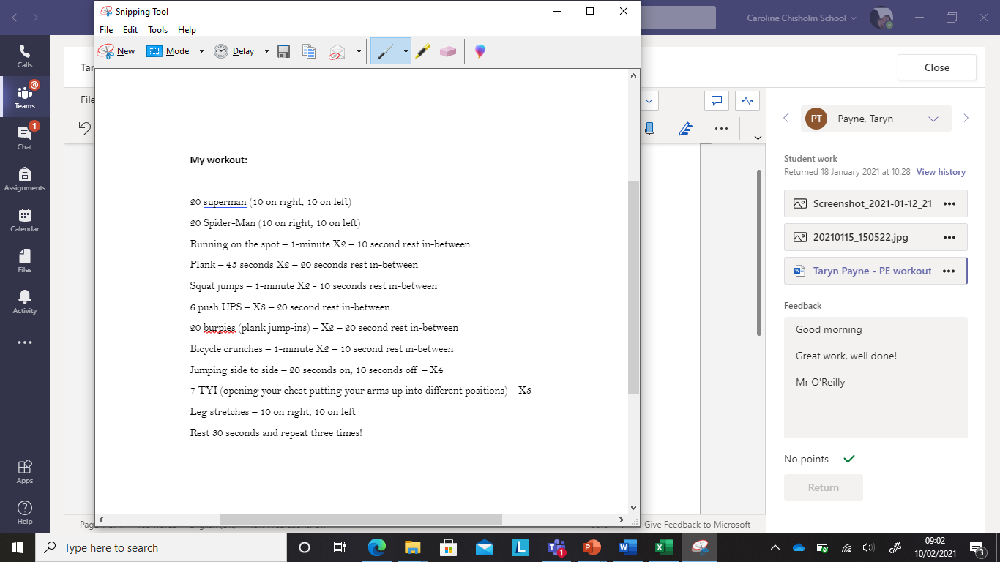 Snipping Tool
Caroline Chisholm School
File Edit Tools Help
New Mode Delay
Calls
Teams
Chat
1
Assignments
Calendar
Files
Activity
Apps
Help
Tar
File
Close
My workout:
20 superman (10 on right, 10 on left)
20 Spider-Man (10 on right, 10 on left)
Running on the spot – 1-minute X2 – 10 second rest in-between
Plank – 45 seconds X2 – 20 seconds rest in-between
Squat jumps – 1-minute X2 - 10 seconds rest in-between
6 push UPS – X3 – 20 second rest in-between
20 burpies (plank jump-ins) – X2 – 20 second rest in-between
Bicycle crunches – 1-minute X2 – 10 second rest in-between
Jumping side to side – 20 seconds on, 10 seconds off – X4
7 TYI (opening your chest putting your arms up into different positions) – X3
Leg stretches – 10 on right, 10 on left
Rest 30 seconds and repeat three times!
PT Payne, Taryn
Student work
Returned 18 January 2021 at 10:28 View history
Screenshot_2021-01-12_21
20210115_150522.jpg
Taryn Payne - PE workout
Feedback
Good morning
Great work, well done!
Mr O'Reilly
No points
Return
Give Feedback to Microsoft
Type here to search
09:02
10/02/2021
3